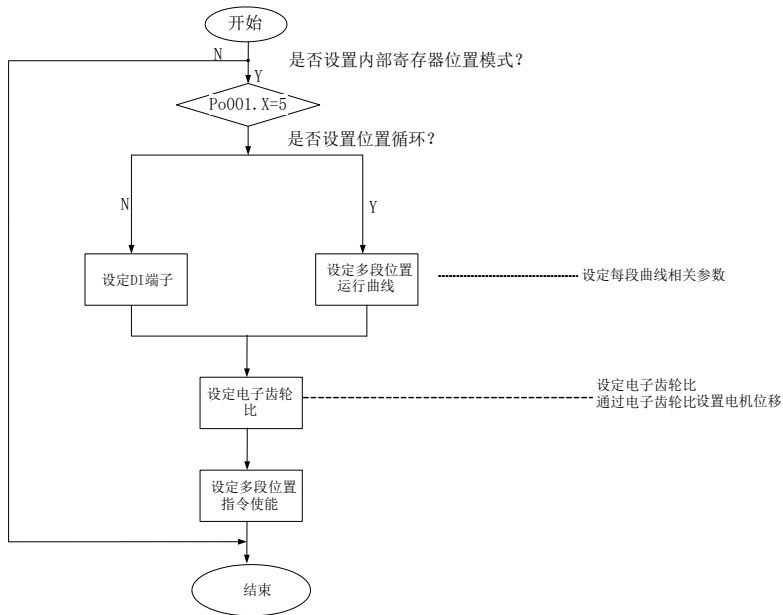 开始
N
是否设置内部寄存器位置模式？
Y
Po001.X=5
是否设置位置循环？
N
Y
设定DI端子
设定多段位置
运行曲线
设定每段曲线相关参数
设定电子齿轮
比
设定电子齿轮比
通过电子齿轮比设置电机位移
设定多段位置
指令使能
结束